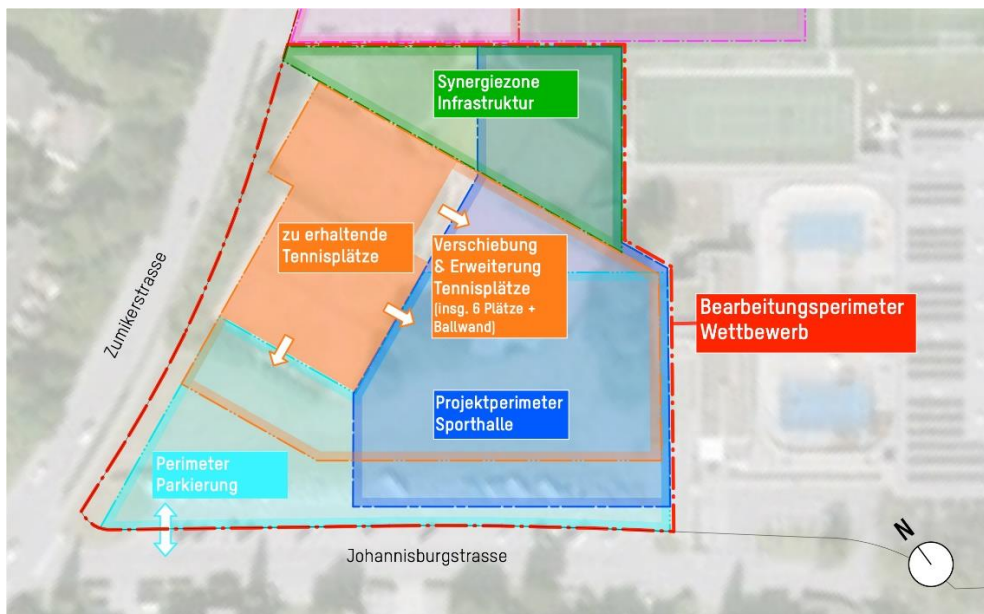 Synergiezone
Infrastruktur
zu erhaltende
Tennisplätze
Verschiebung
& Erweiterung
Tennisplätze
(insg. 6 Plätze +
Ballwand)
Bearbeitungsperimeter
Wettbewerb
Zumikerstrasse
Projektperimeter
Sporthalle
Perimeter
Parkierung
Johannisburgstrasse
N